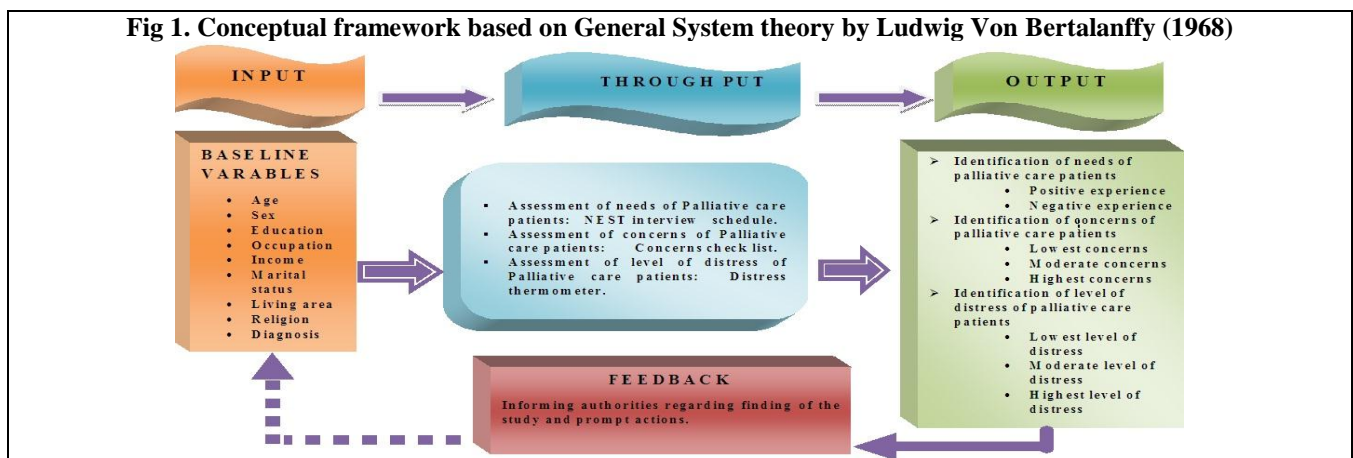 Fig 1. Conceptual framework based on General System theory by Ludwig Von Bertalanffy (1968)
INPUT
THROUGH PUT
OUTPUT
BASELINE
VARIABLES
• Age
• Sex
• Education
• Occupation
• Income
• Marital
status
• Living area
• Religion
• Diagnosis
▪ Assessment of needs of Palliative care
patients: NEST interview schedule.
▪ Assessment of concerns of Palliative
care patients: Concerns check list.
▪ Assessment of level of distress of
Palliative care patients: Distress
thermometer.
➢ Identification of needs of
palliative care patients
• Positive experience
• Negative experience
➢ Identification of concerns of
palliative care patients
• Lowest concerns
• Moderate concerns
• Highest concerns
➢ Identification of level of
distress of palliative care
patients
• Lowest level of
distress
• Moderate level of
distress
• Highest level of
distress
FEEDBACK
Informing authorities regarding finding of the
study and prompt actions.